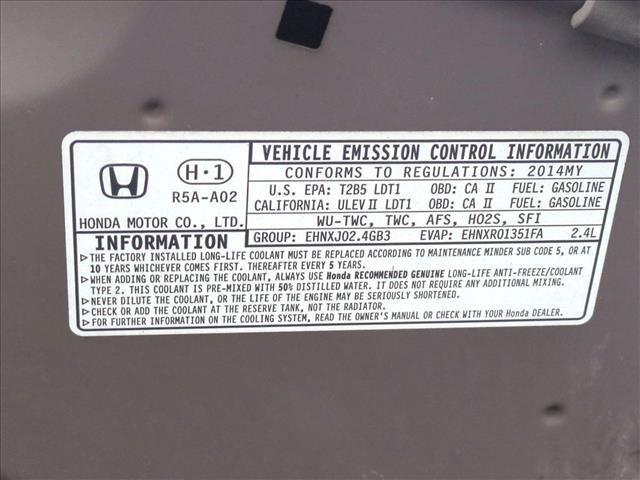 H·1
R5A-A02
HONDA MOTOR CO., LTD.
VEHICLE EMISSION CONTROL INFORMATION
CONFORMS TO REGULATIONS: 2014MY
U.S. EPA: T2B5 LDT1 OBD: CA II FUEL: GASOLINE
CALIFORNIA: ULEV II LDT1 OBD: CA II FUEL: GASOLINE
WU-TWC, TWC, AFS, HO2S, SFI
GROUP: EHNXJ02.4GB3 EVAP: EHNXR01351FA 2.4L
INFORMATION
▷THE FACTORY INSTALLED LONG-LIFE COOLANT MUST BE REPLACED ACCORDING TO MAINTENANCE MINDER SUB CODE 5, OR AT
10 YEARS WHICHEVER COMES FIRST. THEREAFTER EVERY 5 YEARS.
▷WHEN ADDING OR REPLACING THE COOLANT, ALWAYS USE Honda RECOMMENDED GENUINE LONG-LIFE ANTI-FREEZE/COOLANT
TYPE 2. THIS COOLANT IS PRE-MIXED WITH 50% DISTILLED WATER. IT DOES NOT REQUIRE ANY ADDITIONAL MIXING.
▷NEVER DILUTE THE COOLANT, OR THE LIFE OF THE ENGINE MAY BE SERIOUSLY SHORTENED.
▷CHECK OR ADD THE COOLANT AT THE RESERVE TANK, NOT THE RADIATOR.
▷FOR FURTHER INFORMATION ON THE COOLING SYSTEM, READ THE OWNER'S MANUAL OR CHECK WITH YOUR Honda DEALER.